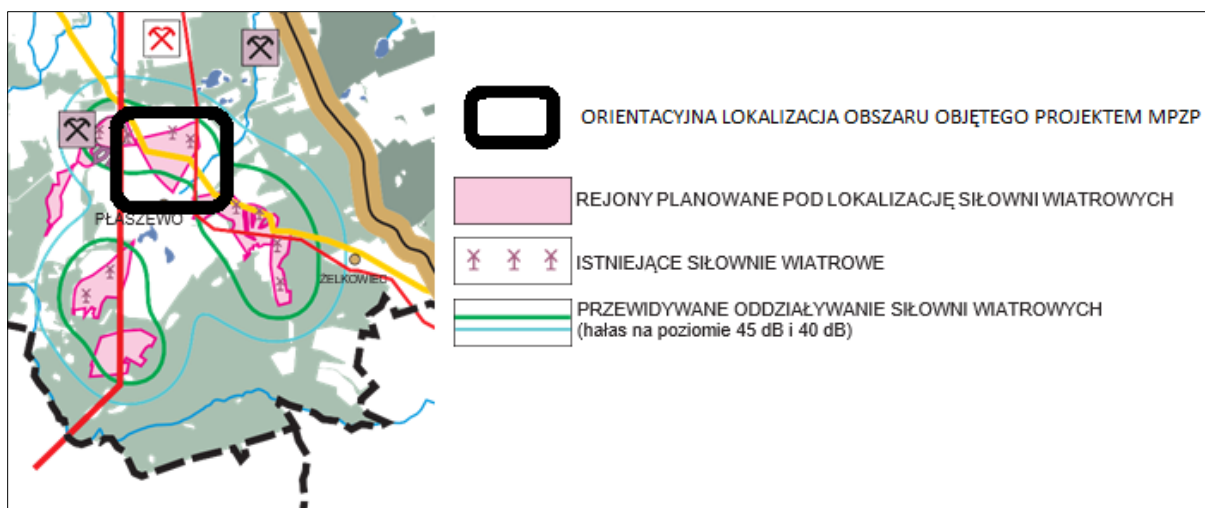 PŁASZEWO
ŻELKOWIEC
ORIENTACYJNA LOKALIZACJA OBSZARU OBJĘTEGO PROJEKTEM MPZP
REJONY PLANOWANE POD LOKALIZACJĘ SIŁOWNI WIATROWYCH
ISTNIEJĄCE SIŁOWNIE WIATROWE
PRZEWIDYWANE ODDZIAŁYWANIE SIŁOWNI WIATROWYCH
(hałas na poziomie 45 dB i 40 dB)